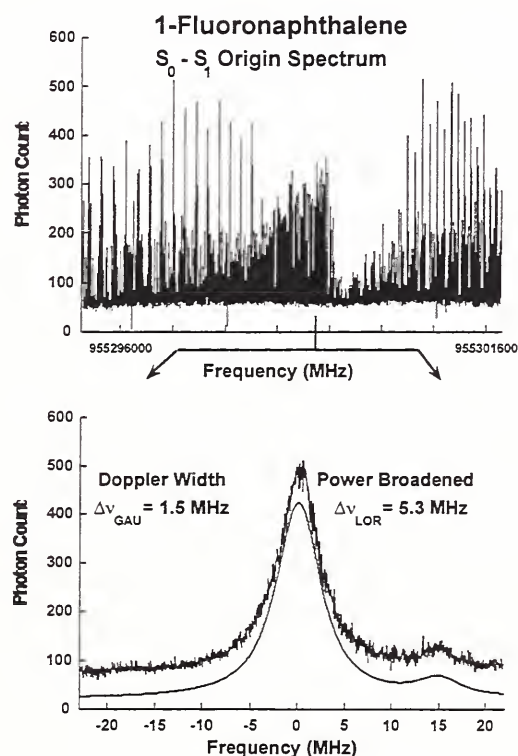 1-Fluoronaphthalene
S0 - S1 Origin Spectrum
Photon Count
600
500
400
300
200
100
0
955296000
955301600
Frequency (MHz)
Doppler Width
ΔνGAU = 1.5 MHz
Power Broadened
ΔνLOR = 5.3 MHz
Photon Count
600
500
400
300
200
100
0
-20
-15
-10
-5
0
5
10
15
20
Frequency (MHz)